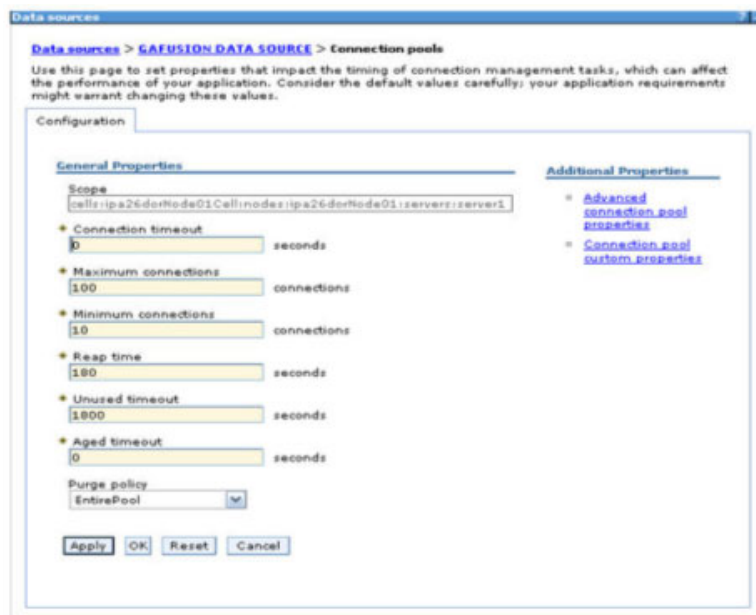 Data sources
?
Data sources > GAFUSION DATA SOURCE > Connection pools
Use this page to set properties that impact the timing of connection management tasks, which can affect
the performance of your application. Consider the default values carefully; your application requirements
might warrant changing these values.
Configuration
General Properties
Scope
cells:ipa26dorNode01Cell:nodes:ipa26dorNode01:servers:server1
* Connection timeout
0 seconds
* Maximum connections
100 connections
* Minimum connections
10 connections
* Reap time
180 seconds
* Unused timeout
1800 seconds
* Aged timeout
0 seconds
Purge policy
EntirePool
Apply OK Reset Cancel
Additional Properties
Advanced
connection pool
properties
Connection pool
custom properties